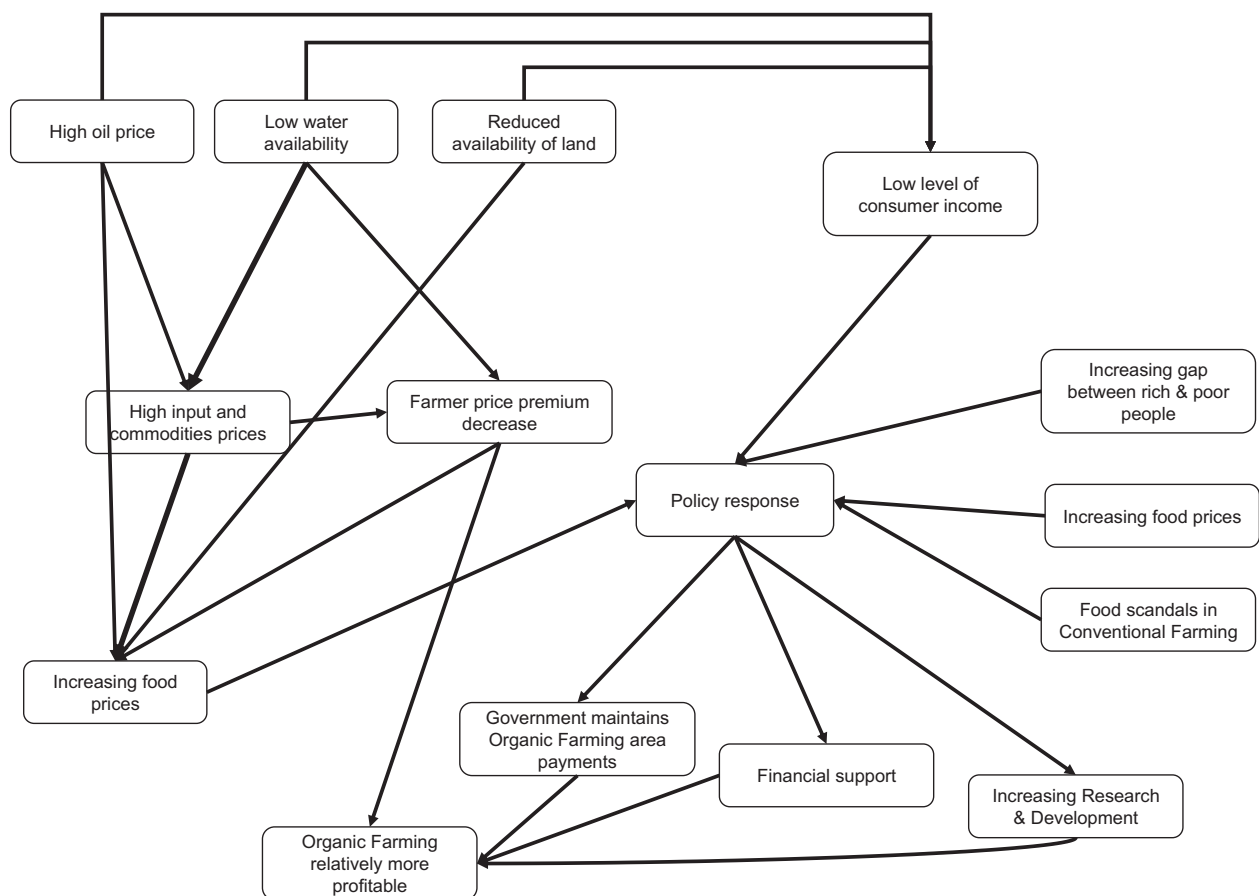 High oil price
Low water
availability
Reduced
availability of land
Low level of
consumer income
High input and
commodities prices
Farmer price premium
decrease
Increasing gap
between rich & poor
people
Policy response
Increasing food prices
Food scandals in
Conventional Farming
Increasing food
prices
Government maintains
Organic Farming area
payments
Financial support
Increasing Research
& Development
Organic Farming
relatively more
profitable